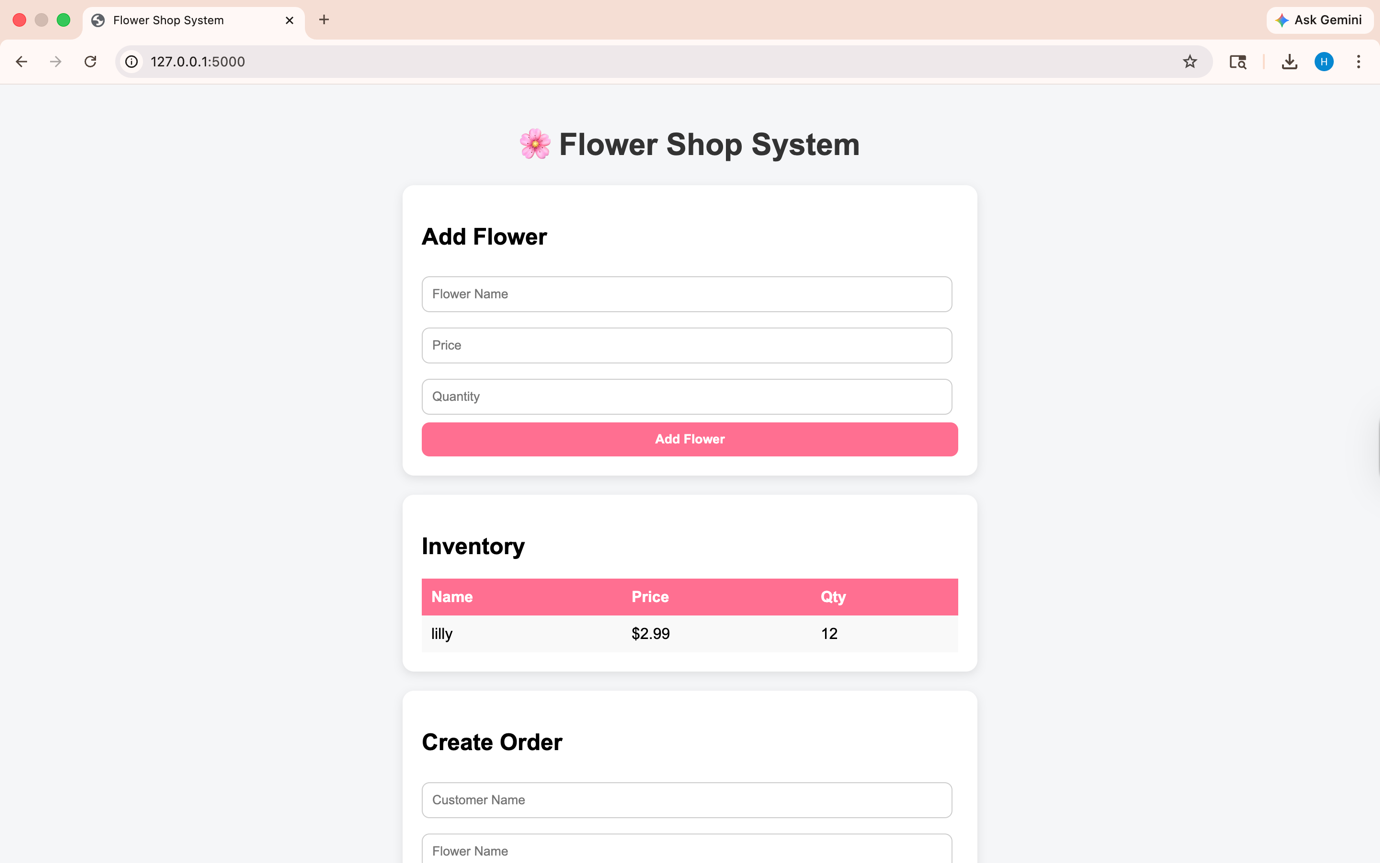 Flower Shop System
Ask Gemini
127.0.0.1:5000
H
🌸 Flower Shop System
Add Flower
Flower Name
Price
Quantity
Add Flower
Inventory
Name Price Qty
lilly $2.99 12
Create Order
Customer Name
Flower Name